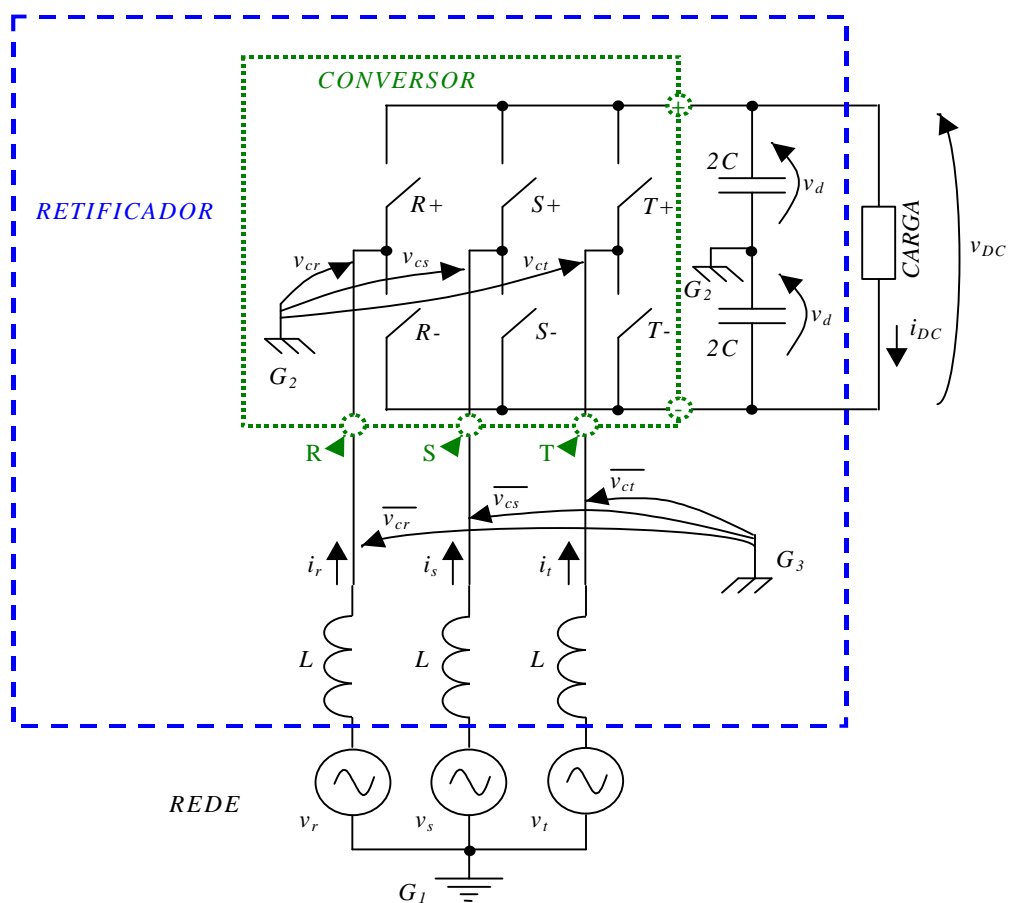 CONVERSOR
+
RETIFICADOR
R+
S+
T+
2C
v_d
CARGA
v_DC
v_cr
v_cs
v_ct
G_2
G_2
R-
S-
T-
2C
v_d
i_DC
-
R
S
T
v_cr
v_cs
v_ct
i_r
i_s
i_t
G_3
L
L
L
REDE
v_r
v_s
v_t
G_1